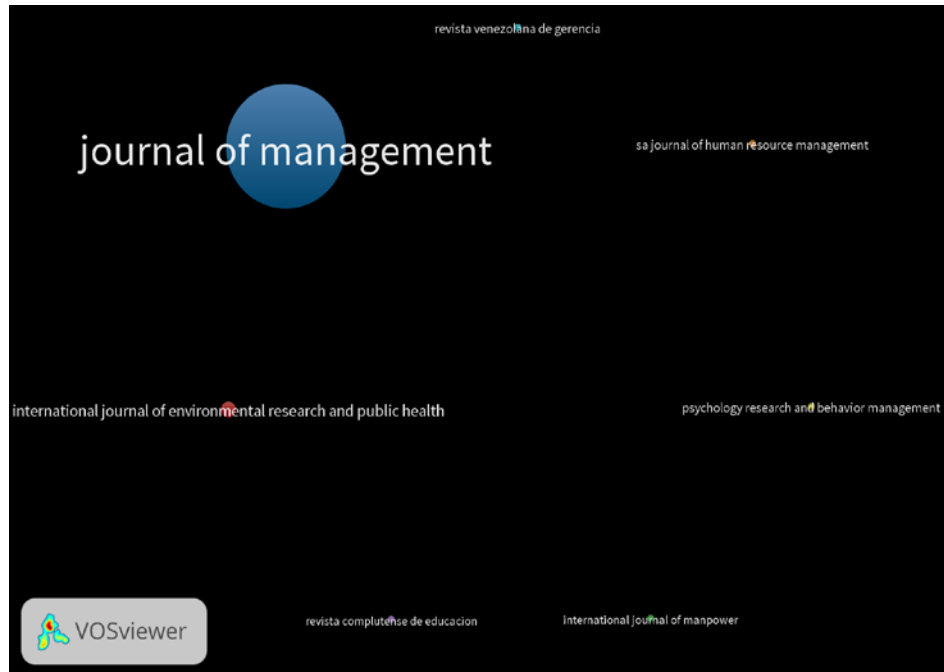 revista venezolana de gerencia
journal of management
sa journal of human resource management
international journal of environmental research and public health
psychology research and behavior management
revista complutense de educacion
international journal of manpower
VOSviewer